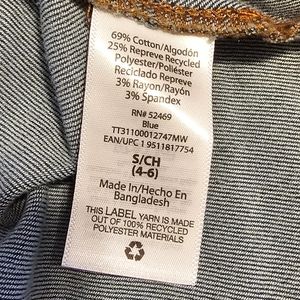 69% Cotton/Algodón
25% Repreve Recycled
Polyester/Poliéster
Reciclado Repreve
3% Rayon/Rayón
3% Spandex
RN# 52469
Blue
TT31100012747MW
EAN/UPC 1 9511817754
S/CH
(4-6)
Made In/Hecho En
Bangladesh
THIS LABEL YARN IS MADE
OUT OF 100% RECYCLED
POLYESTER MATERIALS